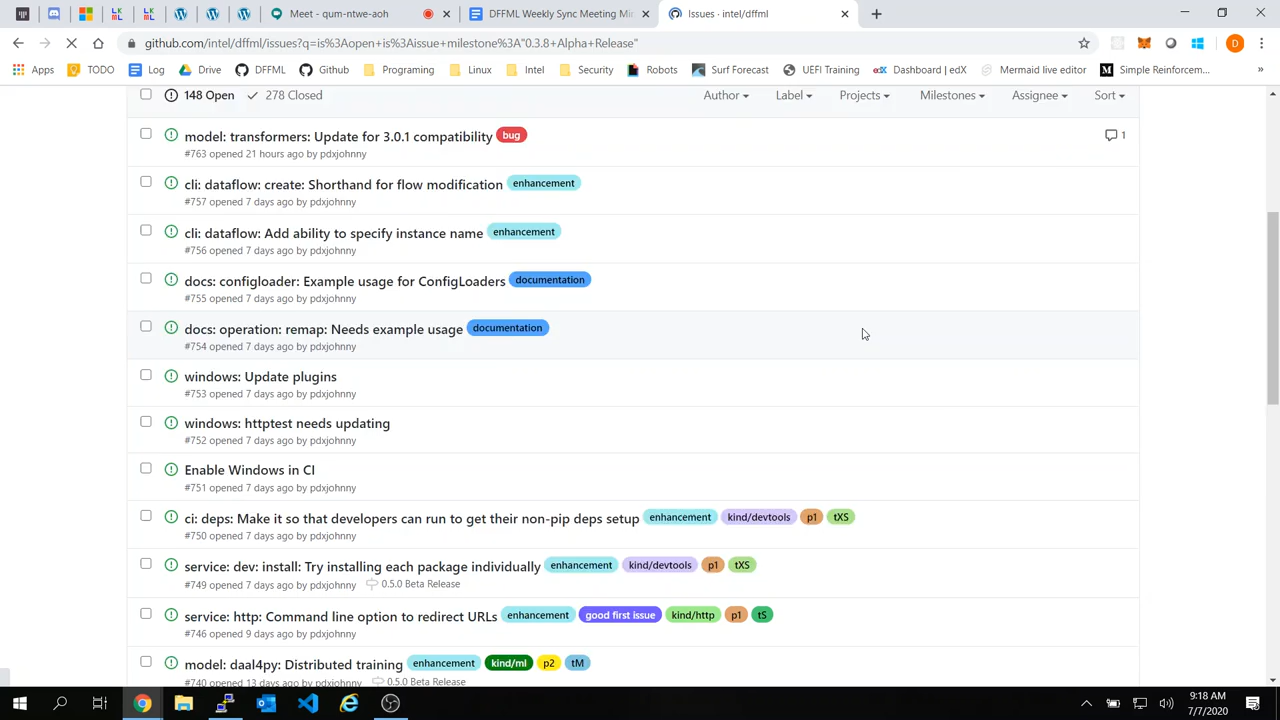 Meet - qum-ntwe-aoh
DFFML Weekly Sync Meeting Mi
Issues · intel/dffml
github.com/intel/dffml/issues?q=is%3Aopen+is%3Aissue+milestone%3A"0.3.8+Alpha+Release"
Apps TODO Log Drive DFFML Github Programing Linux Intel Security Robots Surf Forecast UEFI Training Dashboard | edX Mermaid live editor Simple Reinforcem... »
148 Open 278 Closed Author Label Projects Milestones Assignee Sort
model: transformers: Update for 3.0.1 compatibility bug 1
#763 opened 21 hours ago by pdxjohnny
cli: dataflow: create: Shorthand for flow modification enhancement
#757 opened 7 days ago by pdxjohnny
cli: dataflow: Add ability to specify instance name enhancement
#756 opened 7 days ago by pdxjohnny
docs: configloader: Example usage for ConfigLoaders documentation
#755 opened 7 days ago by pdxjohnny
docs: operation: remap: Needs example usage documentation
#754 opened 7 days ago by pdxjohnny
windows: Update plugins
#753 opened 7 days ago by pdxjohnny
windows: httptest needs updating
#752 opened 7 days ago by pdxjohnny
Enable Windows in CI
#751 opened 7 days ago by pdxjohnny
ci: deps: Make it so that developers can run to get their non-pip deps setup enhancement kind/devtools p1 tXS
#750 opened 7 days ago by pdxjohnny
service: dev: install: Try installing each package individually enhancement kind/devtools p1 tXS
#749 opened 7 days ago by pdxjohnny 0.5.0 Beta Release
service: http: Command line option to redirect URLs enhancement good first issue kind/http p1 tS
#746 opened 9 days ago by pdxjohnny
model: daal4py: Distributed training enhancement kind/ml p2 tM
#740 opened 13 days ago by pdxjohnny 0.5.0 Beta Release
9:18 AM
7/7/2020